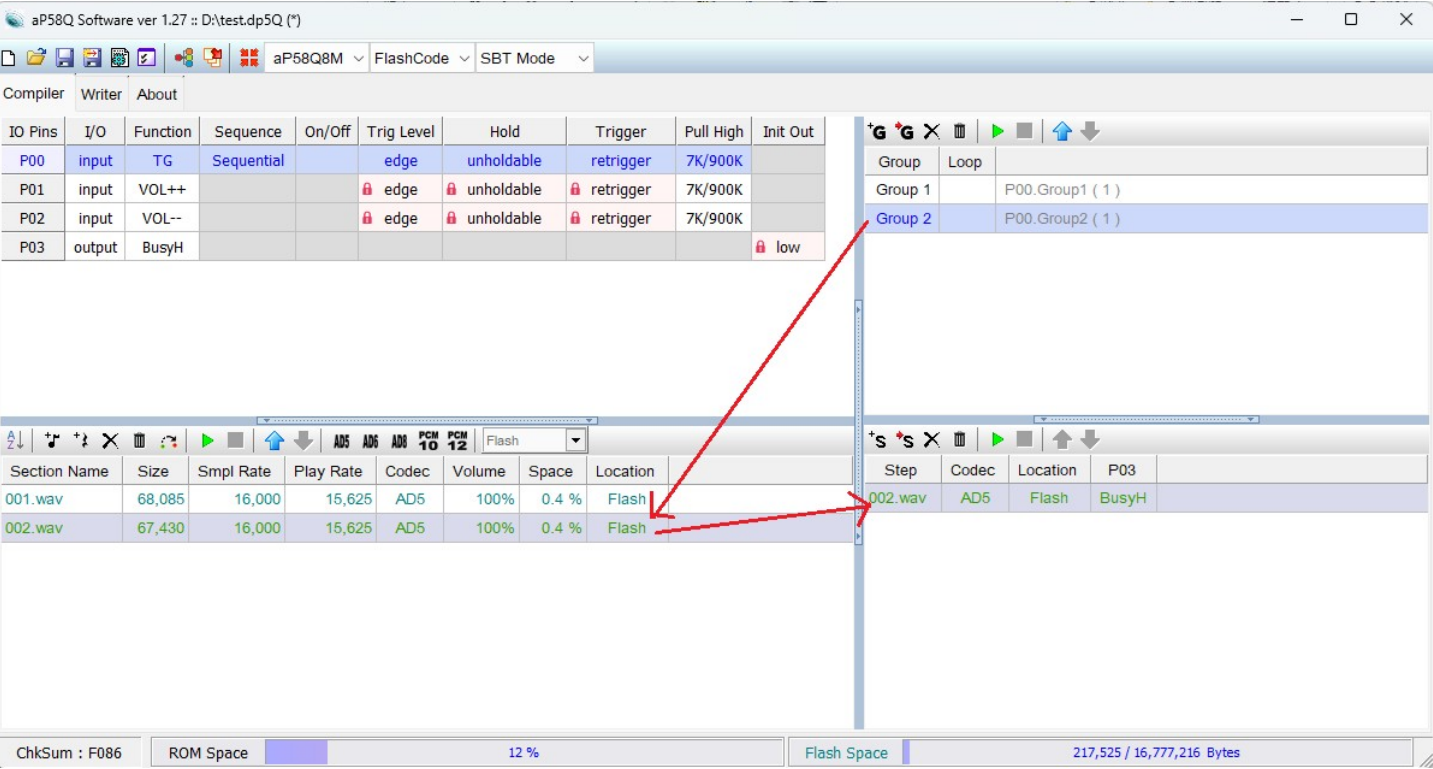 aP58Q Software ver 1.27 :: D:\test.dp5Q (*)
aP58Q8M FlashCode SBT Mode
Compiler Writer About
IO Pins I/O Function Sequence On/Off Trig Level Hold Trigger Pull High Init Out
P00 input TG Sequential edge unholdable retrigger 7K/900K
P01 input VOL++ edge unholdable retrigger 7K/900K
P02 input VOL-- edge unholdable retrigger 7K/900K
P03 output BusyH low
+G +G
Group Loop
Group 1 P00.Group1 ( 1 )
Group 2 P00.Group2 ( 1 )
AZ AD5 AD6 AD8 PCM 10 PCM 12 Flash
Section Name Size Smpl Rate Play Rate Codec Volume Space Location
001.wav 68,085 16,000 15,625 AD5 100% 0.4 % Flash
002.wav 67,430 16,000 15,625 AD5 100% 0.4 % Flash
+S +S
Step Codec Location P03
002.wav AD5 Flash BusyH
ChkSum : F086 ROM Space 12 % Flash Space 217,525 / 16,777,216 Bytes